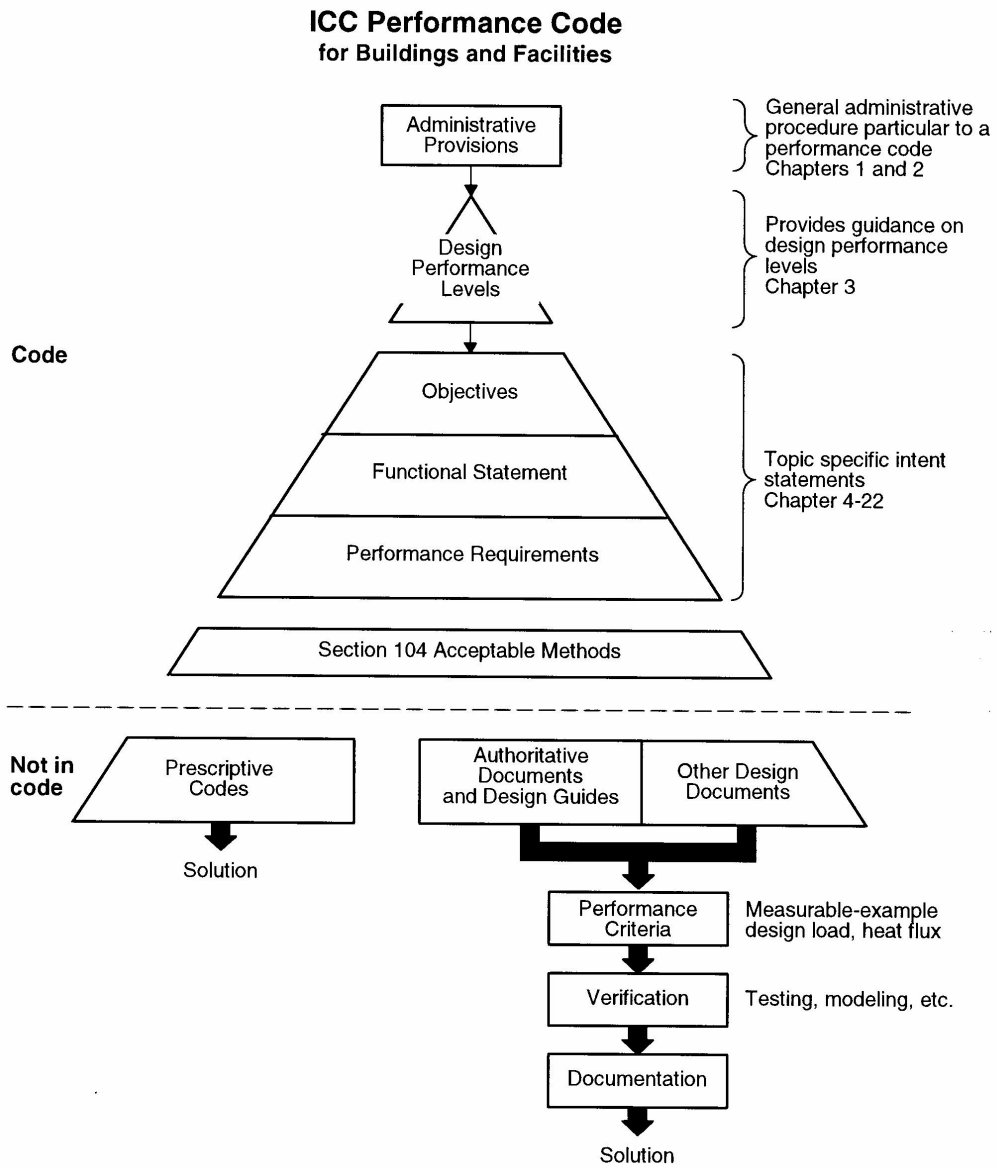 ICC Performance Code
for Buildings and Facilities
Administrative
Provisions
General administrative
procedure particular to a
performance code
Chapters 1 and 2
Design
Performance
Levels
Provides guidance on
design performance
levels
Chapter 3
Code
Objectives
Functional Statement
Performance Requirements
Topic specific intent
statements
Chapter 4-22
Section 104 Acceptable Methods
Not in
code
Prescriptive
Codes
Solution
Authoritative
Documents
and Design Guides
Other Design
Documents
Performance
Criteria
Measurable-example
design load, heat flux
Verification
Testing, modeling, etc.
Documentation
Solution